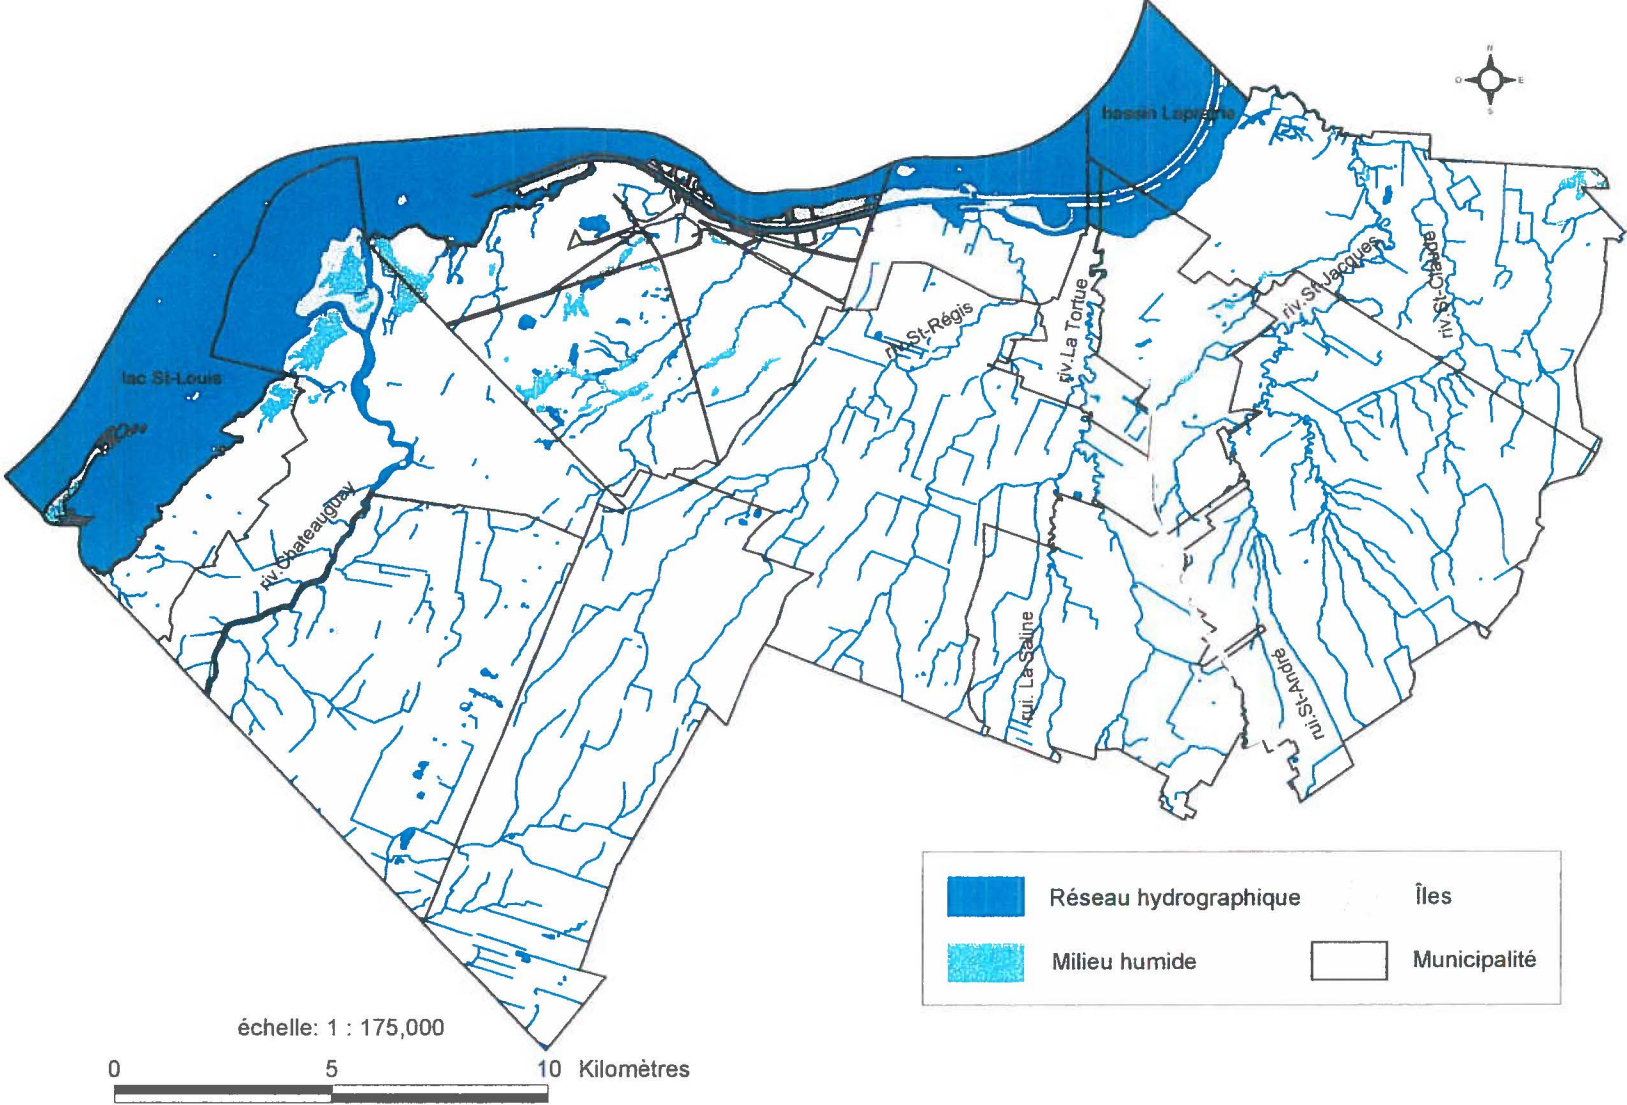 N
O
E
S
bassin Laprairie
lac St-Louis
riv.Chateauguay
riv.St-Régis
riv.La Tortue
riv.St-Jacques
riv.St-Claude
rui. La Saline
rui.St-André
Réseau hydrographique
Îles
Milieu humide
Municipalité
échelle: 1 : 175,000
0
5
10 Kilomètres